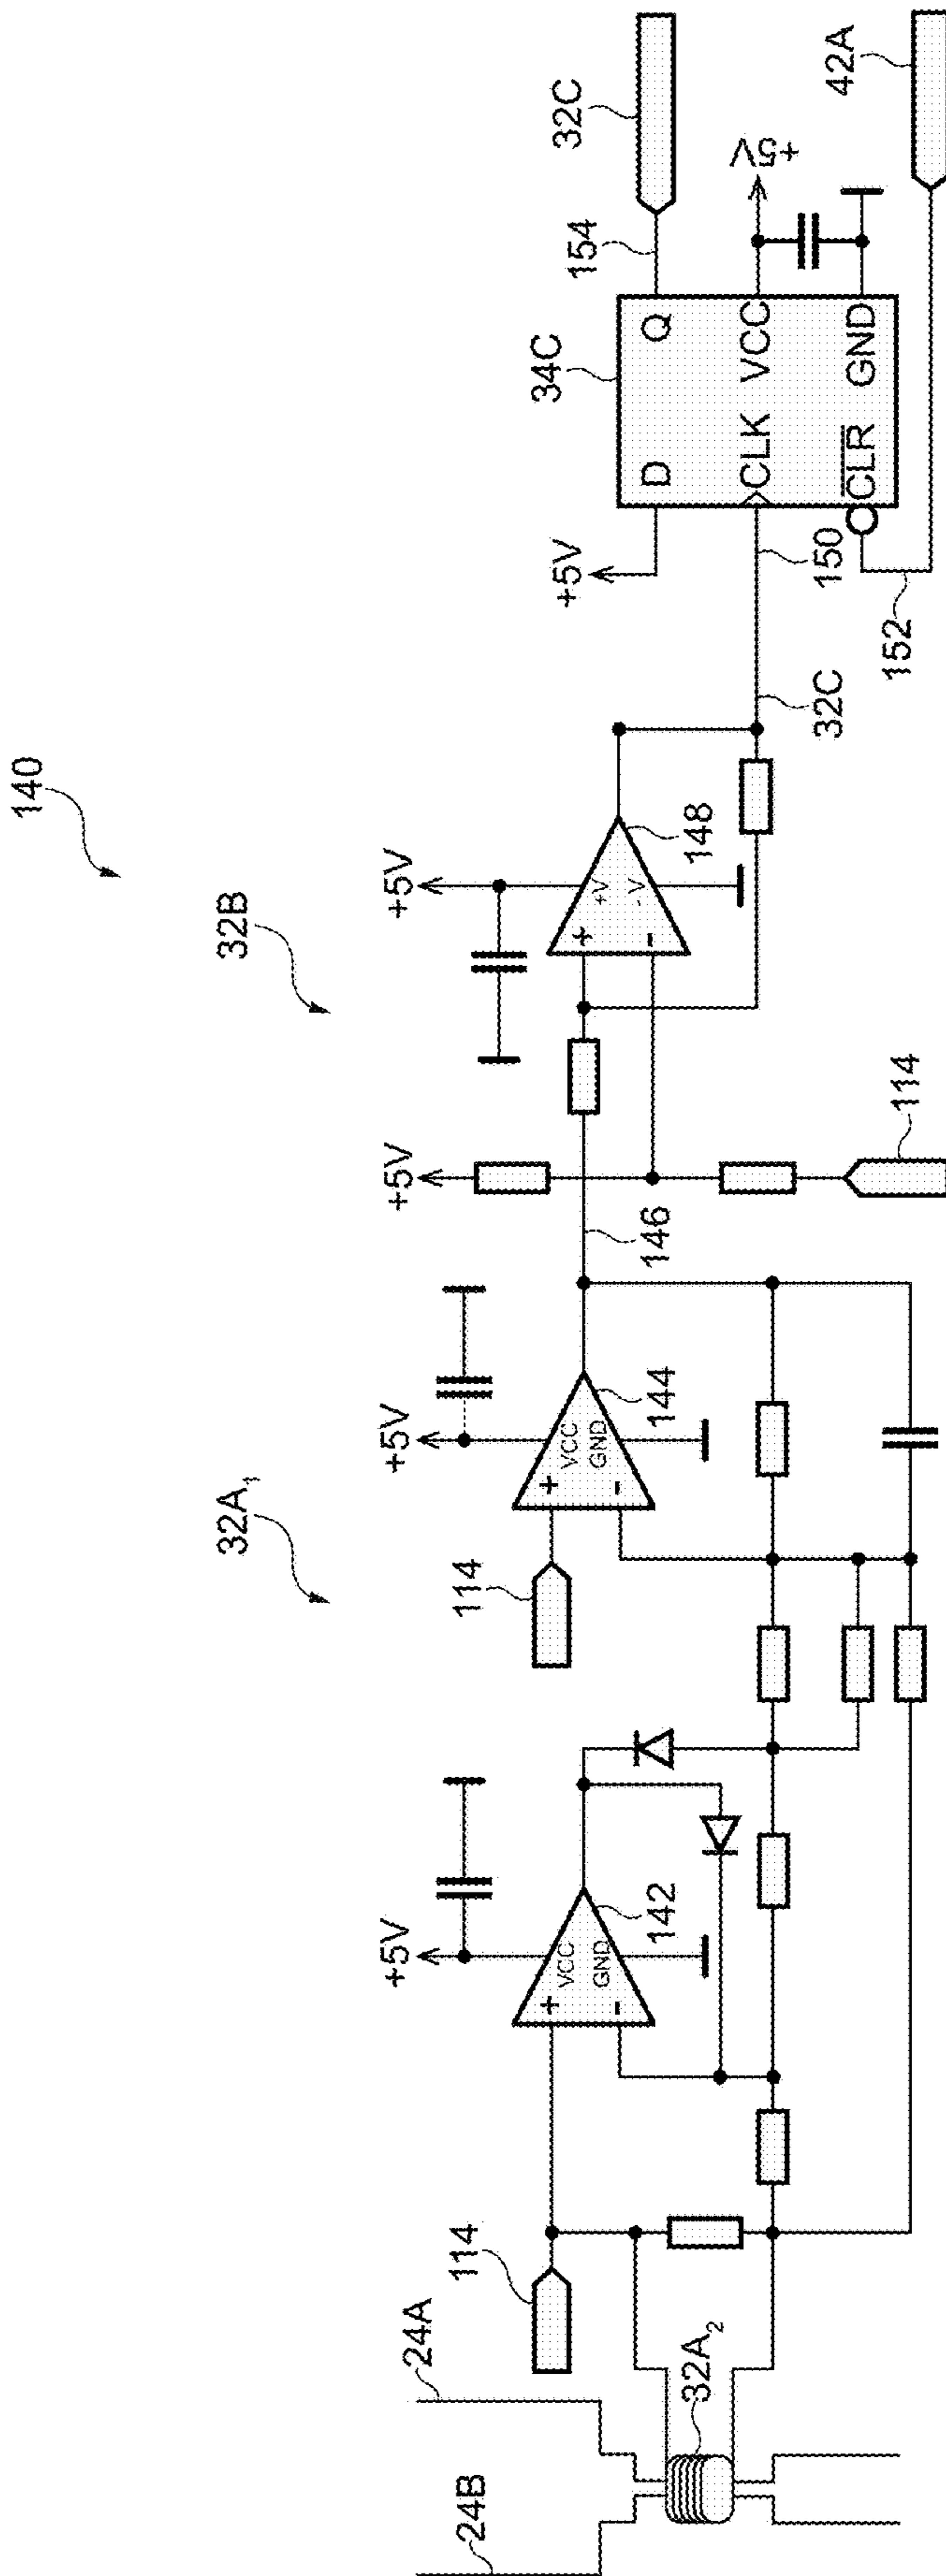 140
32A₁
32B
24B
24A
32A₂
114
+5V
VCC
GND
+
-
142
114
+5V
VCC
GND
+
-
144
146
+5V
114
+5V
+V
-V
+
-
148
32C
150
152
+5V
34C
D
Q
CLK
VCC
CLR
GND
154
32C
+5V
42A